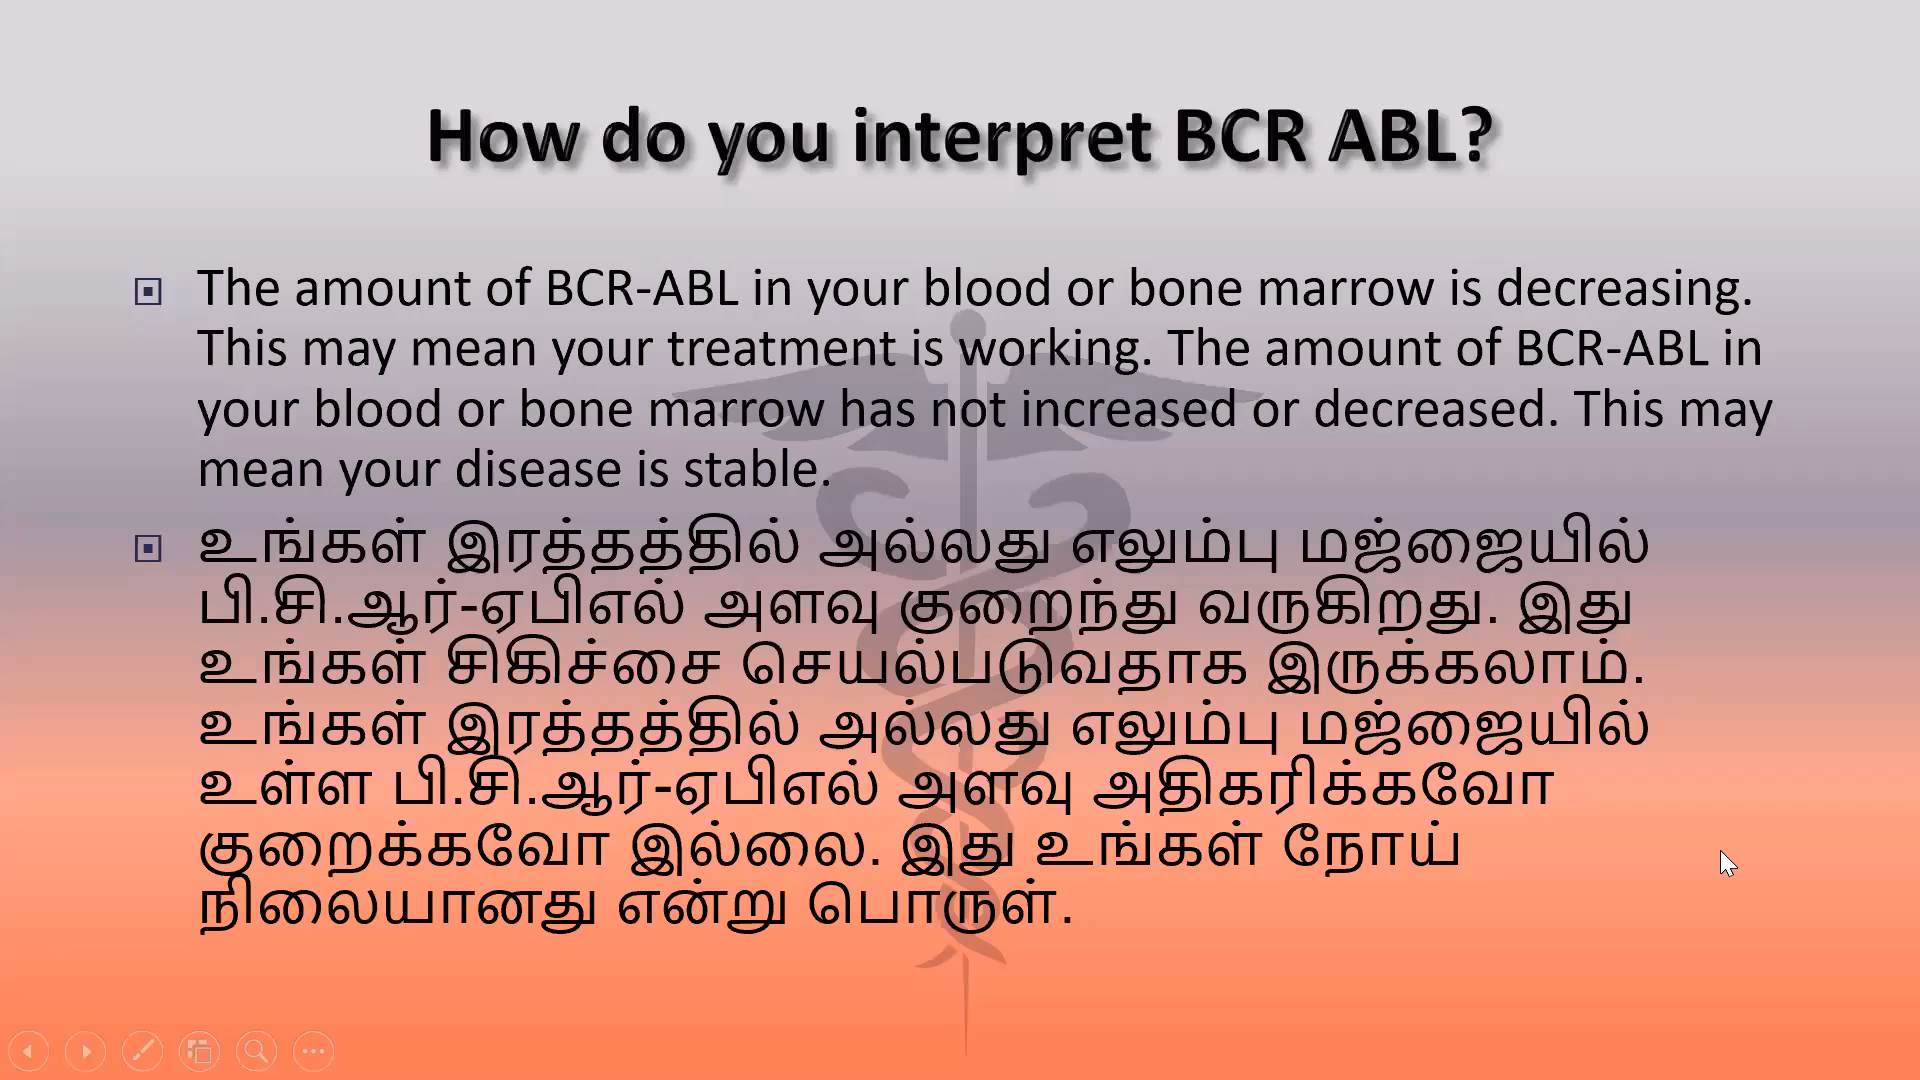 How do you interpret BCR ABL?
The amount of BCR-ABL in your blood or bone marrow is decreasing.
This may mean your treatment is working. The amount of BCR-ABL in
your blood or bone marrow has not increased or decreased. This may
mean your disease is stable.
உங்கள் இரத்தத்தில் அல்லது எலும்பு மஜ்ஜையில்
பி.சி.ஆர்-ஏபிஎல் அளவு குறைந்து வருகிறது. இது
உங்கள் சிகிச்சை செயல்படுவதாக இருக்கலாம்.
உங்கள் இரத்தத்தில் அல்லது எலும்பு மஜ்ஜையில்
உள்ள பி.சி.ஆர்-ஏபிஎல் அளவு அதிகரிக்கவோ
குறைக்கவோ இல்லை. இது உங்கள் நோய்
நிலையானது என்று பொருள்.